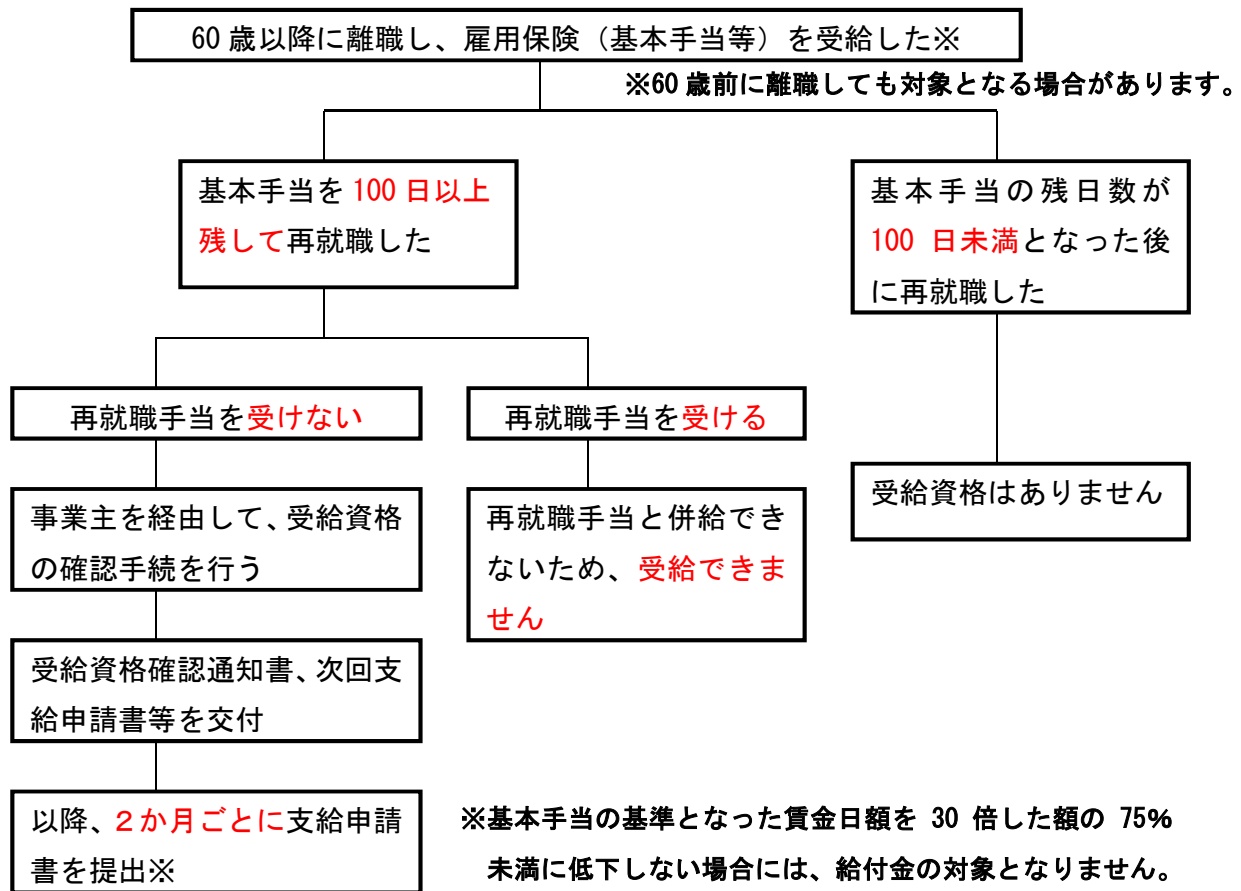 60歳以降に離職し、雇用保険（基本手当等）を受給した※
※60歳前に離職しても対象となる場合があります。
基本手当を100日以上
残して再就職した
基本手当の残日数が
100 日未満となった後
に再就職した
再就職手当を受けない
再就職手当を受ける
事業主を経由して、受給資格
の確認手続を行う
再就職手当と併給でき
ないため、受給できま
せん
受給資格はありません
受給資格確認通知書、次回支
給申請書等を交付
以降、２か月ごとに支給申請
書を提出※
※基本手当の基準となった賃金日額を 30 倍した額の 75%
未満に低下しない場合には、給付金の対象となりません。